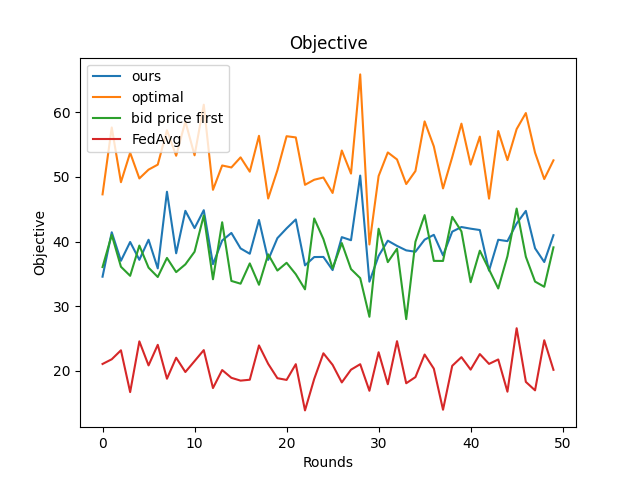 Objective
ours
optimal
bid price first
FedAvg
Objective
60
50
40
30
20
0 10 20 30 40 50
Rounds